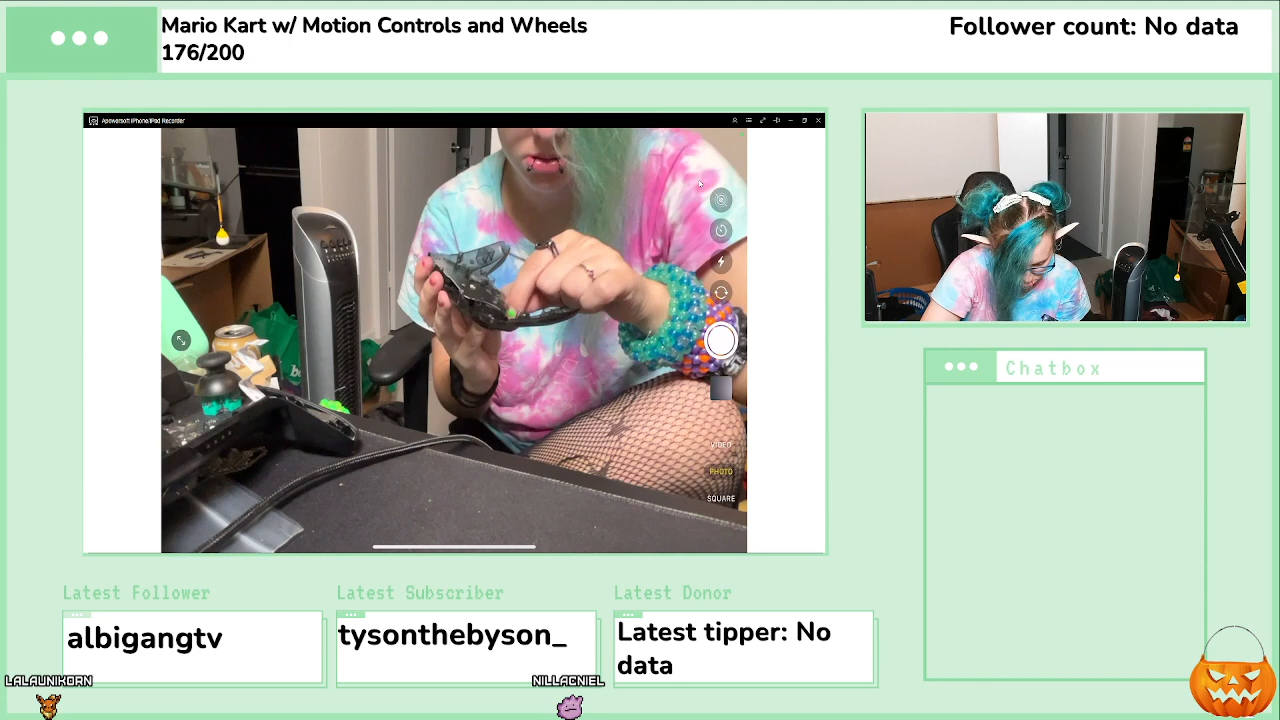 Mario Kart w/ Motion Controls and Wheels
176/200
Follower count: No data
Apowersoft iPhone/iPad Recorder
VIDEO
PHOTO
SQUARE
Chatbox
Latest Follower
Latest Subscriber
Latest Donor
albigangtv
tysonthebyson_
Latest tipper: No
data
LALAUNIKORN
NILLACNIEL